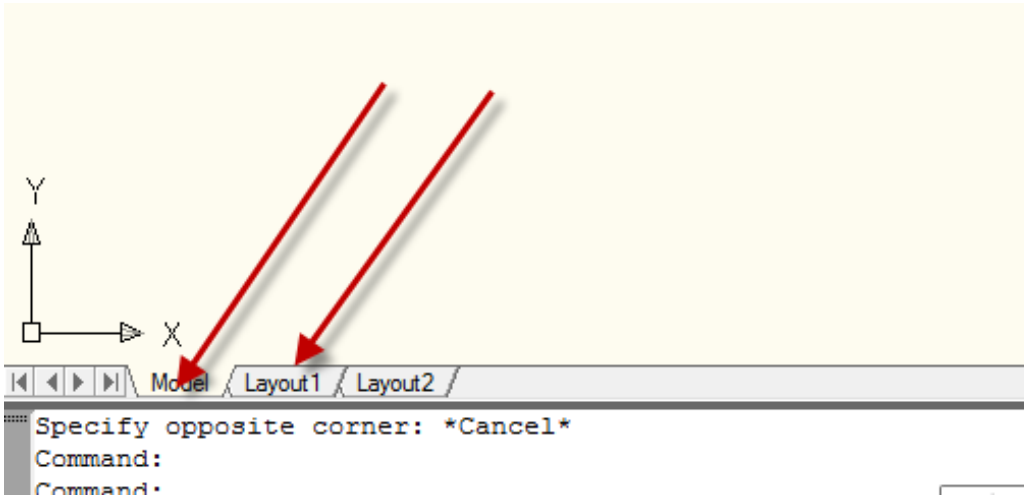 Y
X
Model Layout1 Layout2
Specify opposite corner: *Cancel*
Command:
Command: